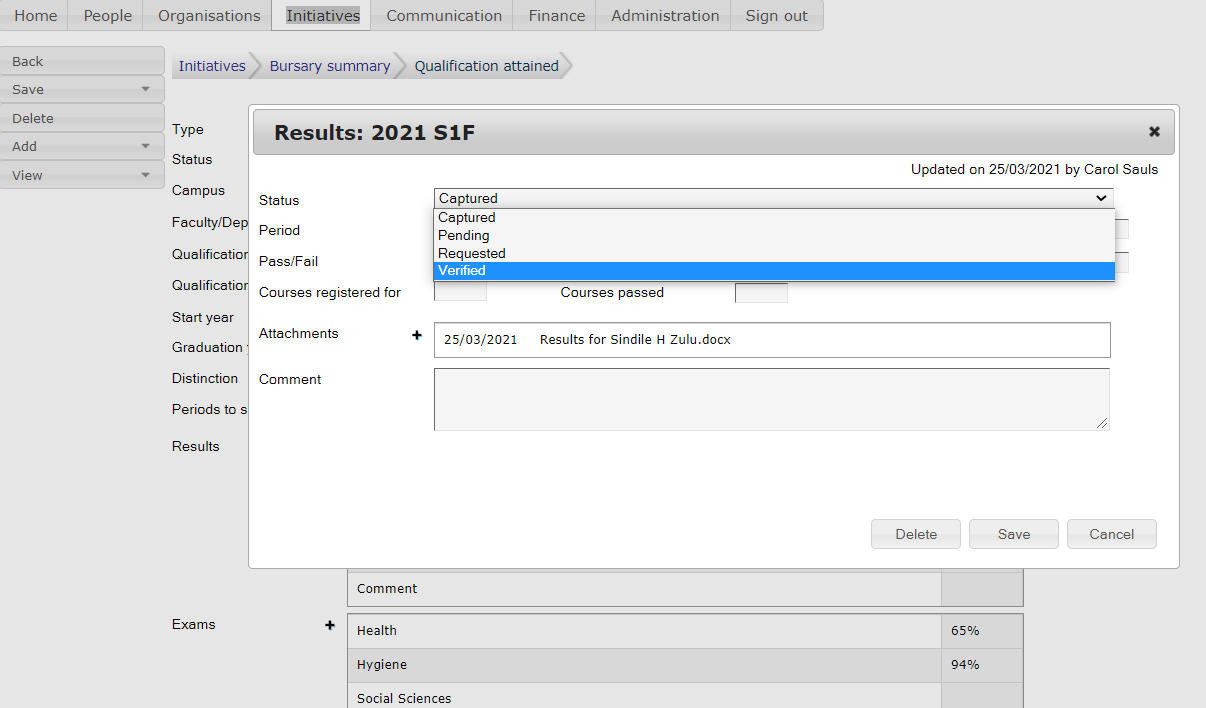 Home People Organisations Initiatives Communication Finance Administration Sign out
Back
Save
Delete
Add
View
Initiatives Bursary summary Qualification attained
Type
Status
Campus
Faculty/Dep
Qualification
Qualification
Start year
Graduation
Distinction
Periods to s
Results
Results: 2021 S1F
Updated on 25/03/2021 by Carol Sauls
Status Captured
Captured
Pending
Requested
Verified
Period
Pass/Fail
Courses registered for Courses passed
Attachments + 25/03/2021 Results for Sindile H Zulu.docx
Comment
Delete Save Cancel
Comment
Exams + Health 65%
Hygiene 94%
Social Sciences